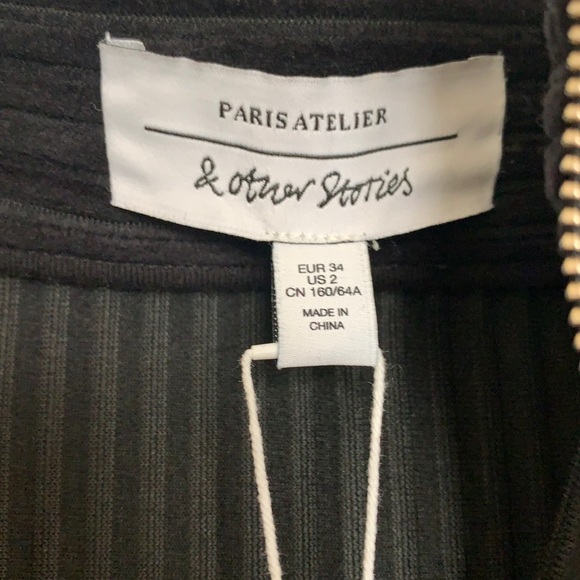 PARIS ATELIER
& other Stories
EUR 34
US 2
CN 160/64A
MADE IN
CHINA